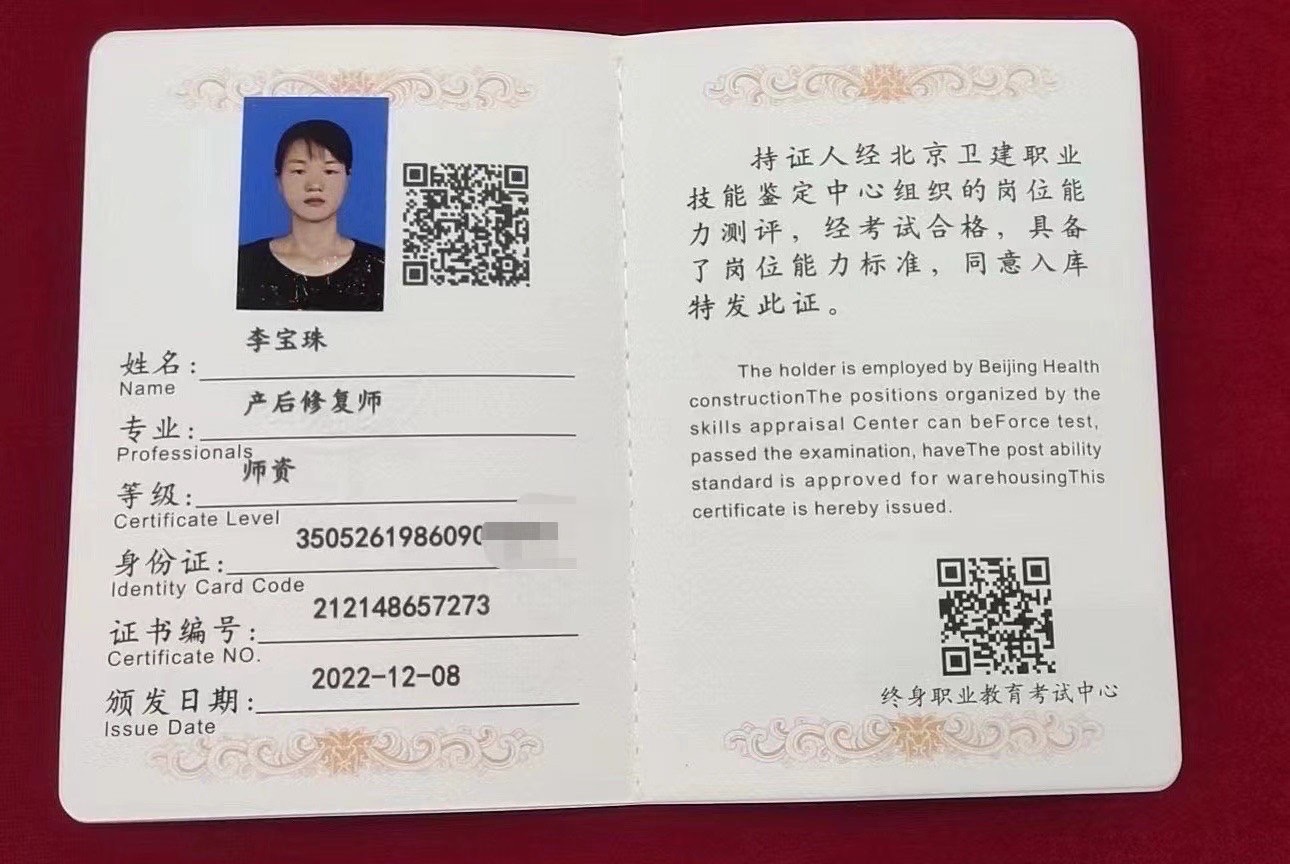 李宝珠
姓名:
Name
产后修复师
专业:
Professionals
师资
等级:
Certificate Level
3505261986090
身份证:
Identity Card Code
212148657273
证书编号:
Certificate NO.
2022-12-08
颁发日期:
Issue Date
持证人经北京卫建职业
技能鉴定中心组织的岗位能
力测评，经考试合格，具备
了岗位能力标准，同意入库
特发此证。
The holder is employed by Beijing Health
constructionThe positions organized by the
skills appraisal Center can beForce test,
passed the examination, haveThe post ability
standard is approved for warehousingThis
certificate is hereby issued.
终身职业教育考试中心